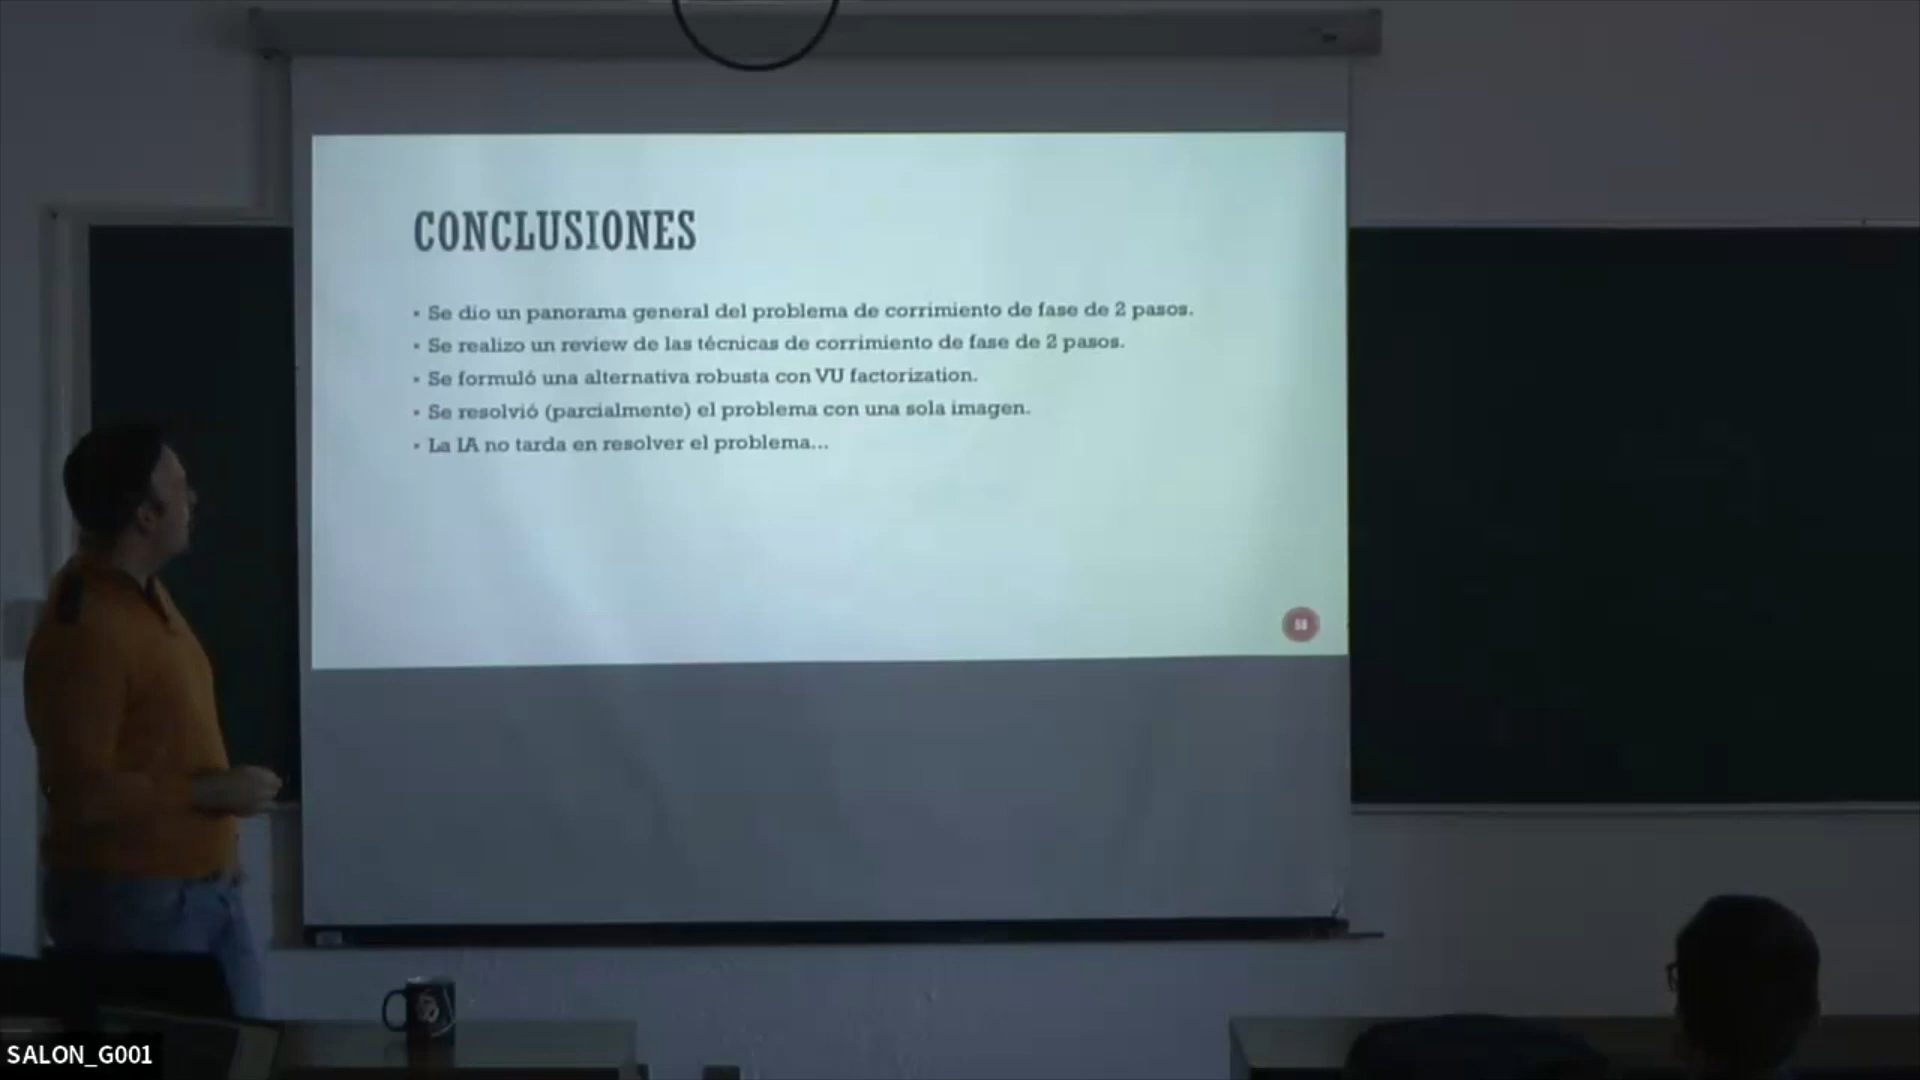 CONCLUSIONES
▪ Se dio un panorama general del problema de corrimiento de fase de 2 pasos.
▪ Se realizo un review de las técnicas de corrimiento de fase de 2 pasos.
▪ Se formuló una alternativa robusta con VU factorization.
▪ Se resolvió (parcialmente) el problema con una sola imagen.
▪ La IA no tarda en resolver el problema...
SALON_G001